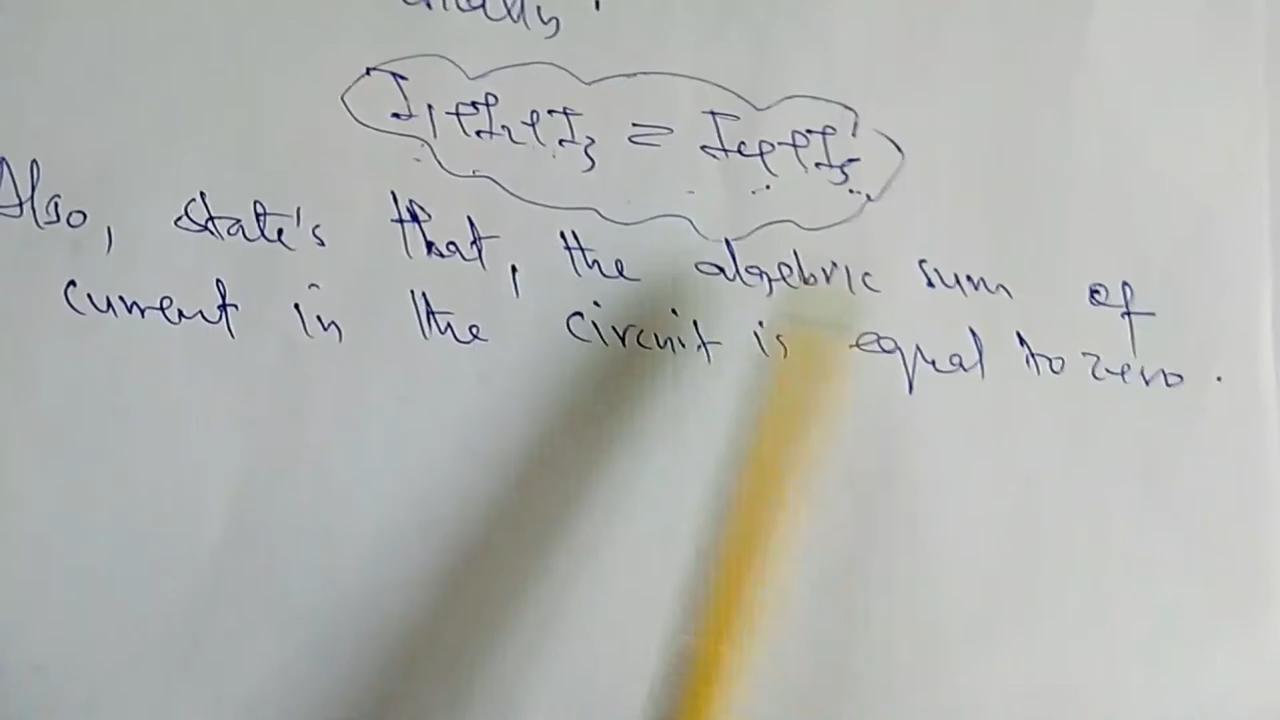 I₁+I₂+I₃ = I₄+I₅
Also, state's that, the algebric sum of
current in the circuit is equal to zero.